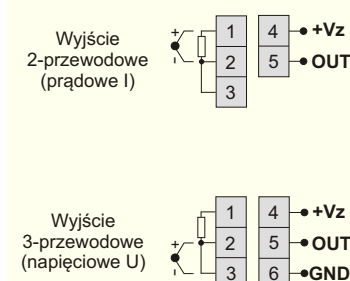 Wyjście
2-przewodowe
(prądowe I)
+
-
1 4 +Vz
2 5 OUT
3
Wyjście
3-przewodowe
(napięciowe U)
+
-
1 4 +Vz
2 5 OUT
3 6 GND